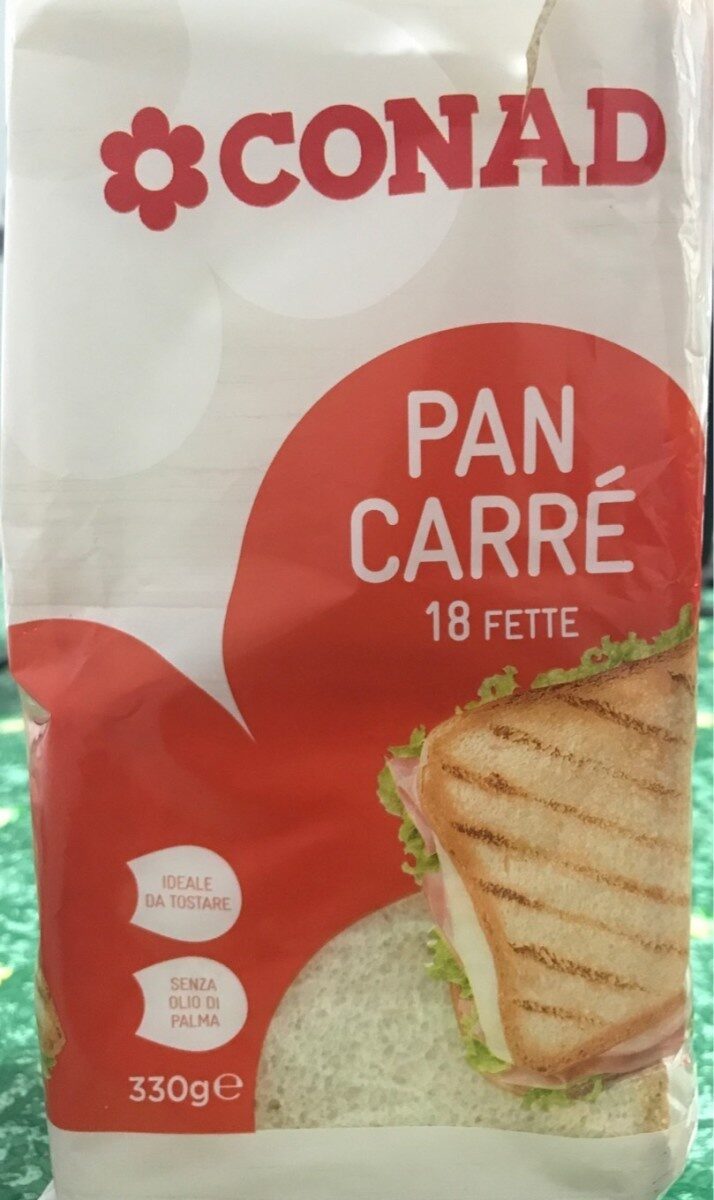 CONAD
PAN
CARRÉ
18 FETTE
IDEALE
DA TOSTARE
SENZA
OLIO DI
PALMA
330g℮